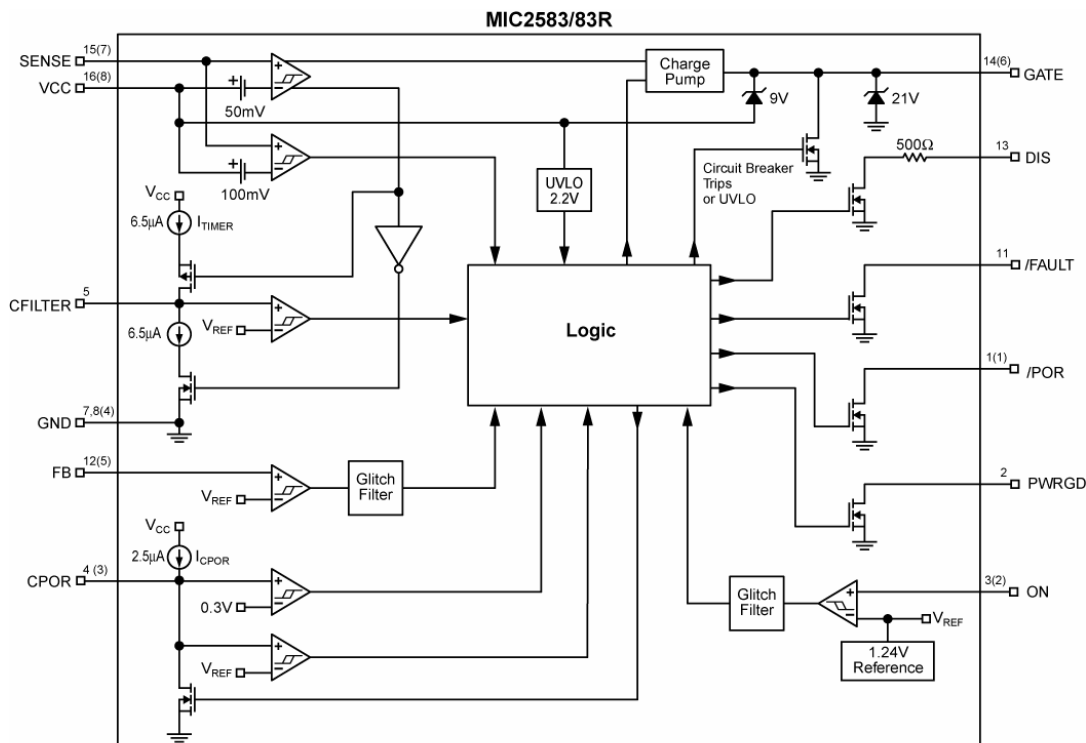 MIC2583/83R
SENSE 15(7)
VCC 16(8)
+ 50mV
+
−
+ 100mV
+
−
Charge
Pump
14(6) GATE
9V
21V
500Ω
13 DIS
Circuit Breaker
Trips
or UVLO
UVLO
2.2V
VCC
6.5µA ITIMER
11 /FAULT
CFILTER 5
6.5µA
VREF
+
−
Logic
1(1) /POR
GND 7,8(4)
FB 12(5)
VREF
+
−
Glitch
Filter
2 PWRGD
VCC
2.5µA ICPOR
CPOR 4 (3)
0.3V
+
−
VREF
+
−
Glitch
Filter
+
−
3(2) ON
VREF
1.24V
Reference